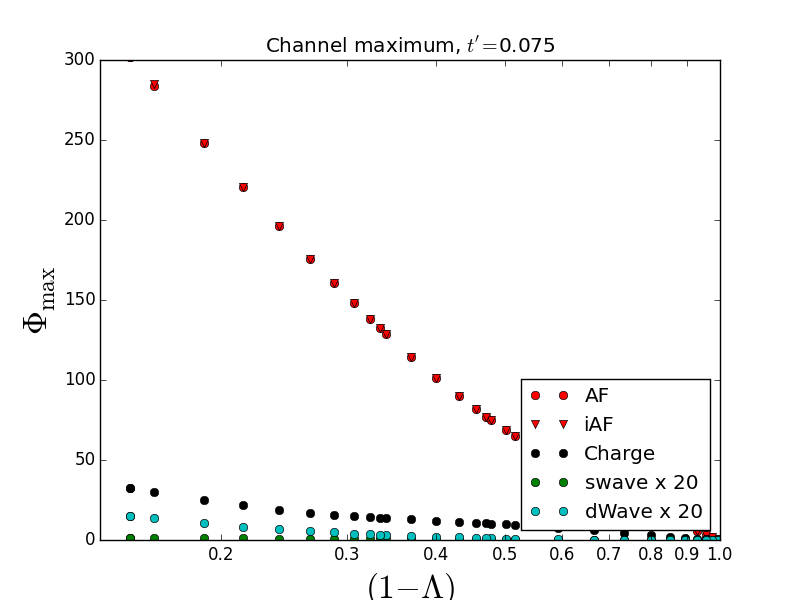 Channel maximum, t′=0.075
300
250
200
150
100
50
0
Φmax
AF
iAF
Charge
swave x 20
dWave x 20
0.2 0.3 0.4 0.5 0.6 0.7 0.8 0.9 1.0
(1−Λ)